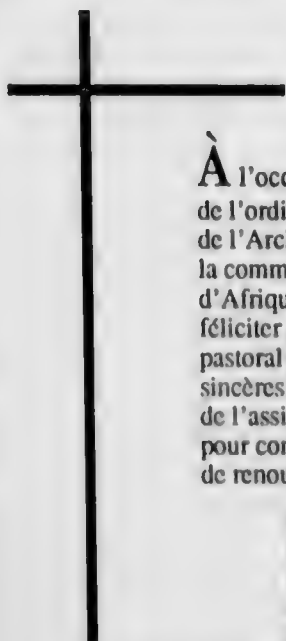 À l'occ
de l'ordi
de l'Arc
la comm
d'Afriqu
féliciter
pastoral
sincères
de l'assi
pour con
de renou